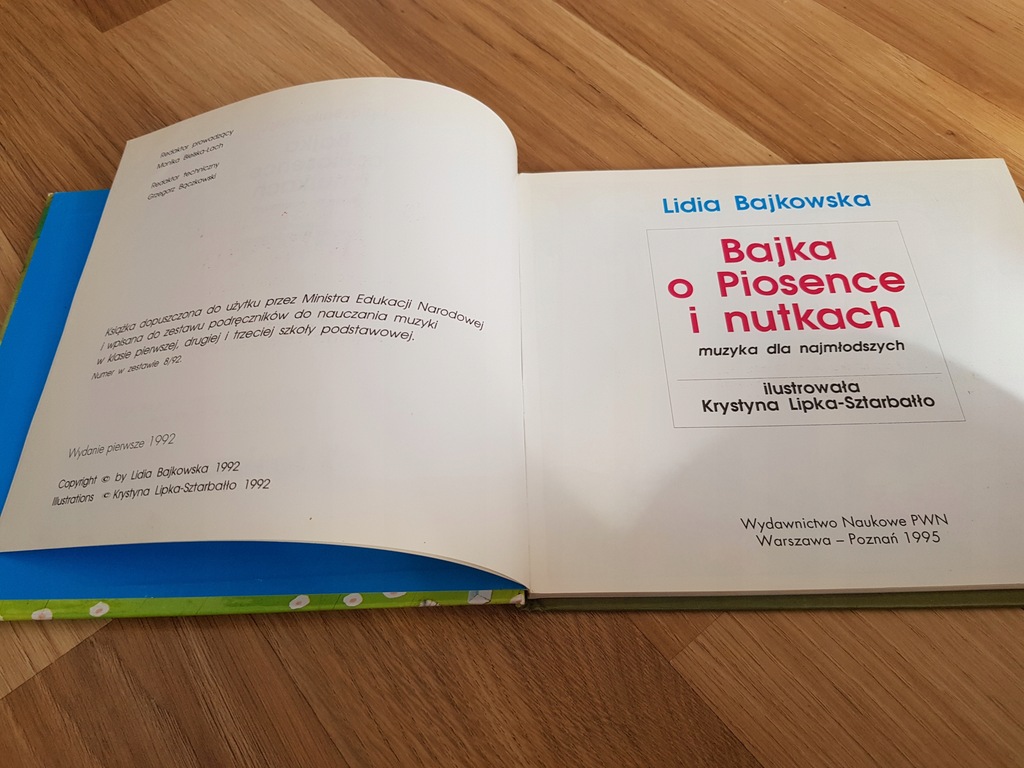 Redaktor prowadzący
Monika Bielska-Łach
Redaktor techniczny
Grzegorz Bączkowski
Książka dopuszczona do użytku przez Ministra Edukacji Narodowej
i wpisana do zestawu podręczników do nauczania muzyki
w klasie pierwszej, drugiej i trzeciej szkoły podstawowej.
Numer w zestawie 8/92.
Wydanie pierwsze 1992
Copyright © by Lidia Bajkowska 1992
Illustrations © Krystyna Lipka-Sztarbałło 1992
Lidia Bajkowska
Bajka
o Piosence
i nutkach
muzyka dla najmłodszych
ilustrowała
Krystyna Lipka-Sztarbałło
Wydawnictwo Naukowe PWN
Warszawa – Poznań 1995